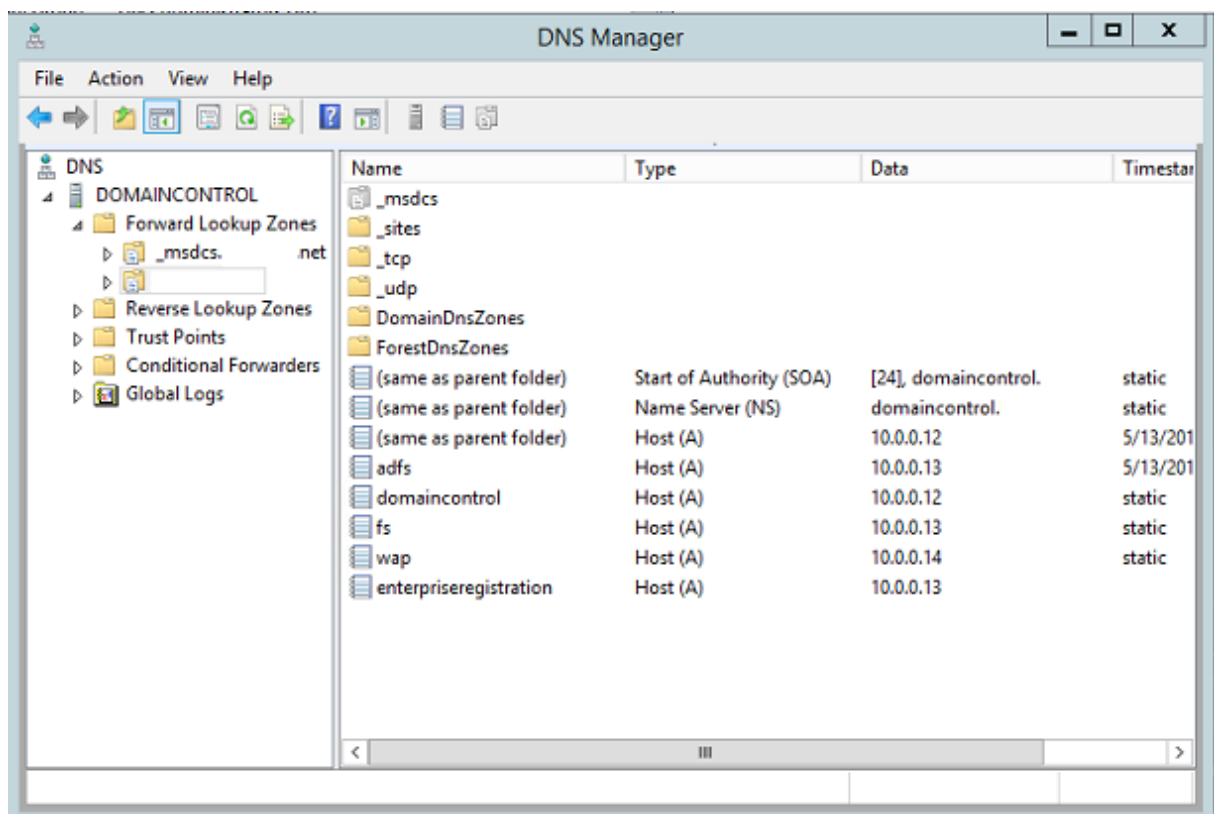 DNS Manager
File Action View Help
DNS
DOMAINCONTROL
Forward Lookup Zones
_msdcs. .net
Reverse Lookup Zones
Trust Points
Conditional Forwarders
Global Logs
Name Type Data Timestar
_msdcs
_sites
_tcp
_udp
DomainDnsZones
ForestDnsZones
(same as parent folder) Start of Authority (SOA) [24], domaincontrol. static
(same as parent folder) Name Server (NS) domaincontrol. static
(same as parent folder) Host (A) 10.0.0.12 5/13/201
adfs Host (A) 10.0.0.13 5/13/201
domaincontrol Host (A) 10.0.0.12 static
fs Host (A) 10.0.0.13 static
wap Host (A) 10.0.0.14 static
enterpriseregistration Host (A) 10.0.0.13